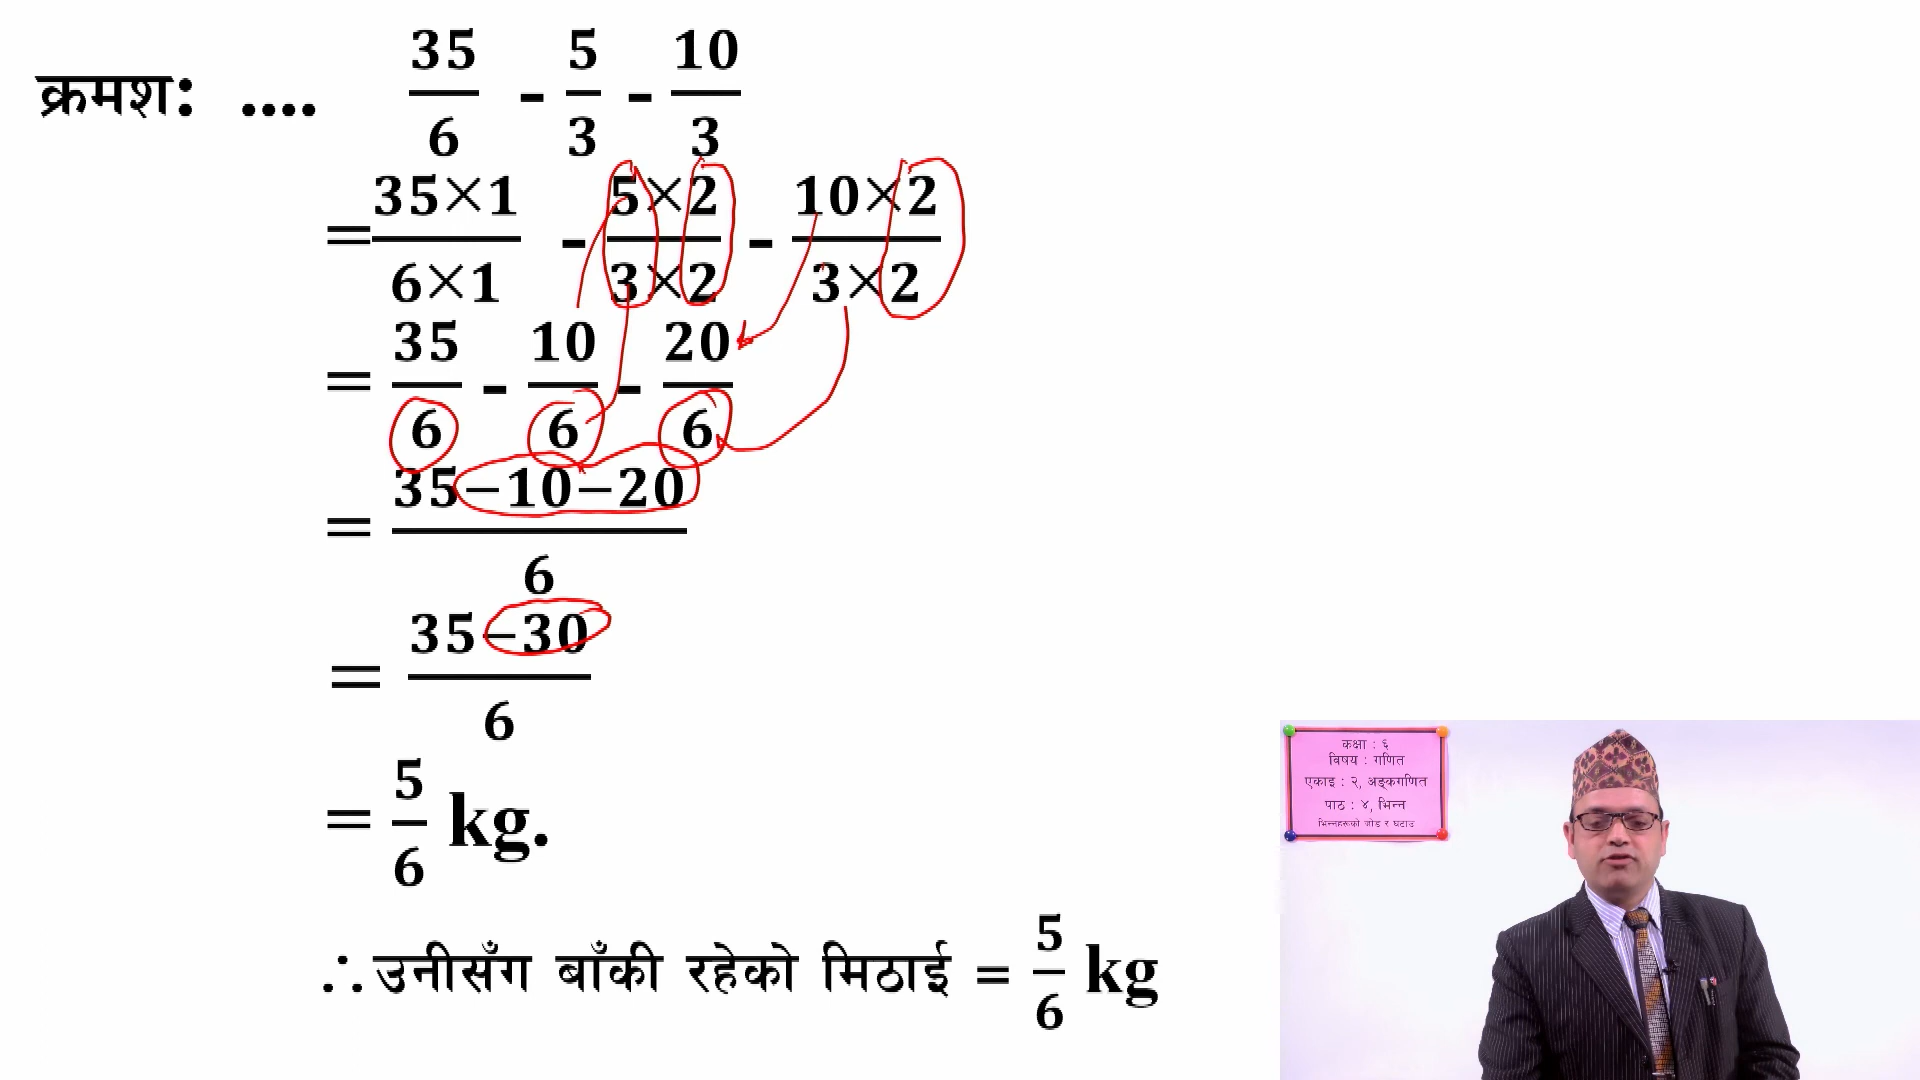 क्रमश: .... 35/6 - 5/3 - 10/3
= 35×1/6×1 - 5×2/3×2 - 10×2/3×2
= 35/6 - 10/6 - 20/6
= 35−10−20/6
= 35−30/6
= 5/6 kg.
∴ उनीसँग बाँकी रहेको मिठाई = 5/6 kg
कक्षा : ६
विषय : गणित
एकाइ : २, अङ्कगणित
पाठ : ४, भिन्न
भिन्नहरूको जोड र घटाउ